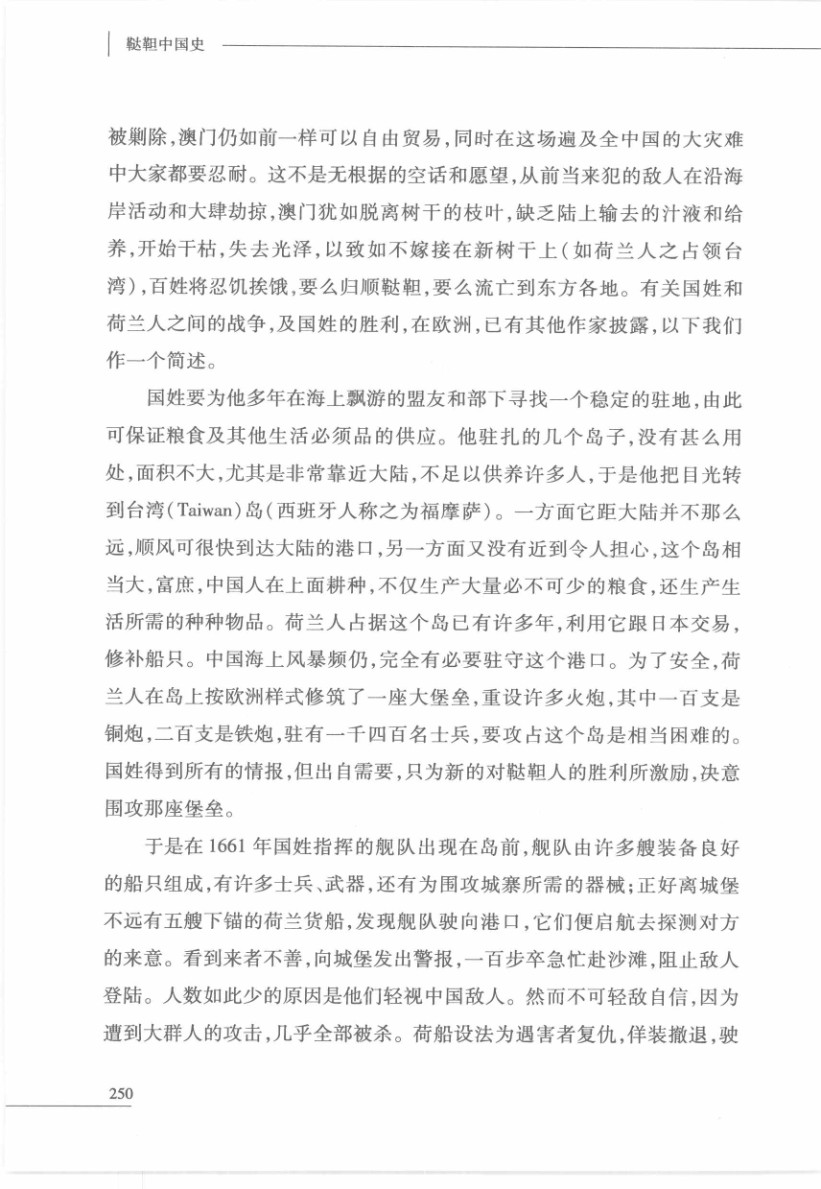 鞑靼中国史
被剿除,澳门仍如前一样可以自由贸易,同时在这场遍及全中国的大灾难
中大家都要忍耐。这不是无根据的空话和愿望,从前当来犯的敌人在沿海
岸活动和大肆劫掠,澳门犹如脱离树干的枝叶,缺乏陆上输去的汁液和给
养,开始干枯,失去光泽,以致如不嫁接在新树干上(如荷兰人之占领台
湾),百姓将忍饥挨饿,要么归顺鞑靼,要么流亡到东方各地。有关国姓和
荷兰人之间的战争,及国姓的胜利,在欧洲,已有其他作家披露,以下我们
作一个简述。
国姓要为他多年在海上飘游的盟友和部下寻找一个稳定的驻地,由此
可保证粮食及其他生活必须品的供应。他驻扎的几个岛子,没有甚么用
处,面积不大,尤其是非常靠近大陆,不足以供养许多人,于是他把目光转
到台湾(Taiwan)岛(西班牙人称之为福摩萨)。一方面它距大陆并不那么
远,顺风可很快到达大陆的港口,另一方面又没有近到令人担心,这个岛相
当大,富庶,中国人在上面耕种,不仅生产大量必不可少的粮食,还生产生
活所需的种种物品。荷兰人占据这个岛已有许多年,利用它跟日本交易,
修补船只。中国海上风暴频仍,完全有必要驻守这个港口。为了安全,荷
兰人在岛上按欧洲样式修筑了一座大堡垒,重设许多火炮,其中一百支是
铜炮,二百支是铁炮,驻有一千四百名士兵,要攻占这个岛是相当困难的。
国姓得到所有的情报,但出自需要,只为新的对鞑靼人的胜利所激励,决意
围攻那座堡垒。
于是在1661年国姓指挥的舰队出现在岛前,舰队由许多艘装备良好
的船只组成,有许多士兵、武器,还有为围攻城寨所需的器械;正好离城堡
不远有五艘下锚的荷兰货船,发现舰队驶向港口,它们便启航去探测对方
的来意。看到来者不善,向城堡发出警报,一百步卒急忙赴沙滩,阻止敌人
登陆。人数如此少的原因是他们轻视中国敌人。然而不可轻敌自信,因为
遭到大群人的攻击,几乎全部被杀。荷船设法为遇害者复仇,佯装撤退,驶
250